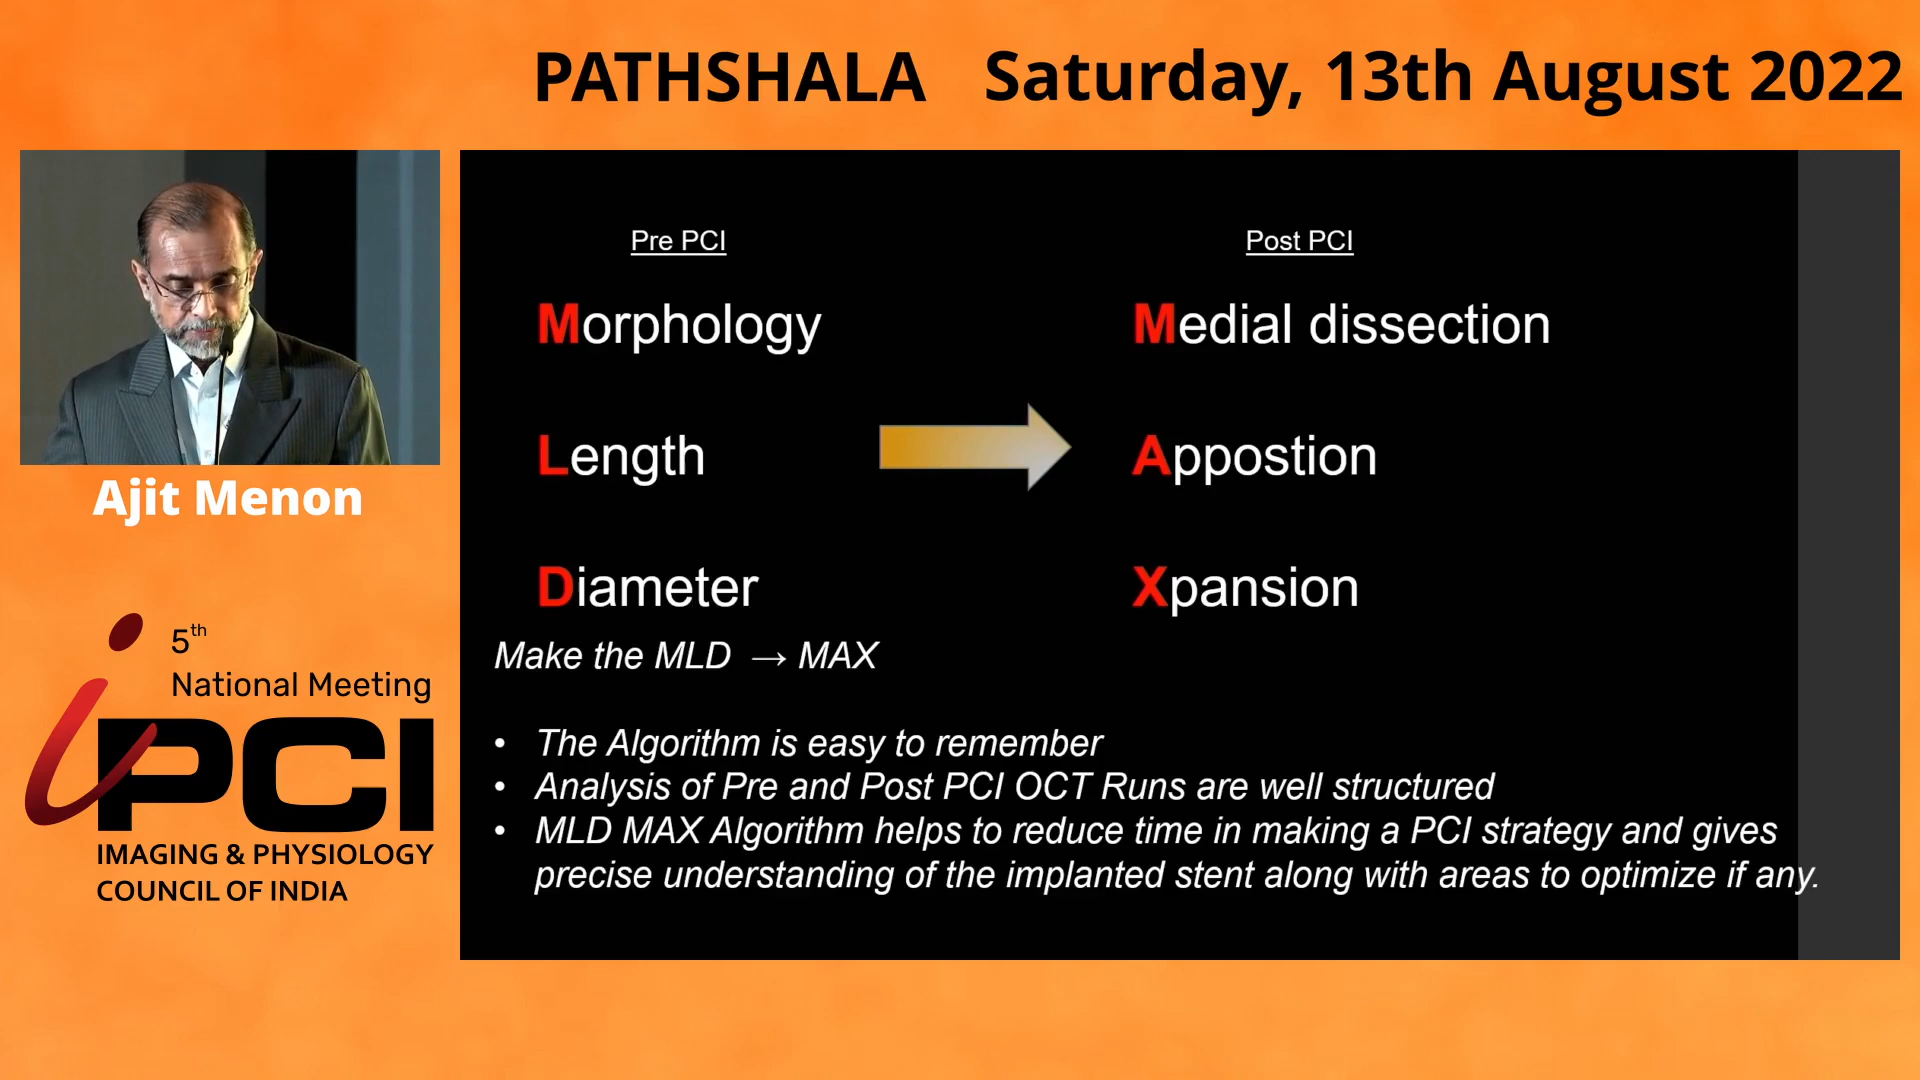 PATHSHALA Saturday, 13th August 2022
Ajit Menon
5th
National Meeting
iPCI
IMAGING & PHYSIOLOGY
COUNCIL OF INDIA
Pre PCI
Post PCI
Morphology
Medial dissection
Length
Appostion
Diameter
Xpansion
Make the MLD → MAX
• The Algorithm is easy to remember
• Analysis of Pre and Post PCI OCT Runs are well structured
• MLD MAX Algorithm helps to reduce time in making a PCI strategy and gives
precise understanding of the implanted stent along with areas to optimize if any.